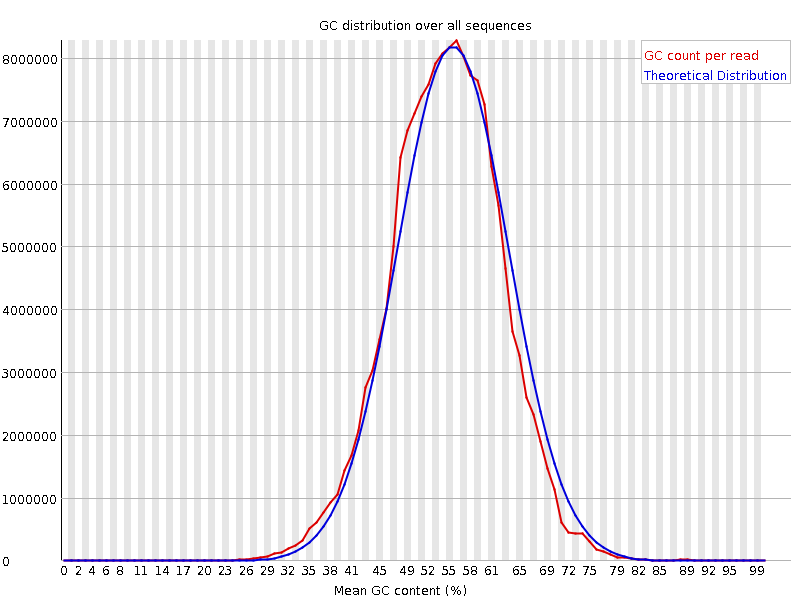 GC distribution over all sequences
GC count per read
Theoretical Distribution
8000000
7000000
6000000
5000000
4000000
3000000
2000000
1000000
0
0 2 4 6 8 11 14 17 20 23 26 29 32 35 38 41 45 49 52 55 58 61 65 69 72 75 79 82 85 89 92 95 99
Mean GC content (%)